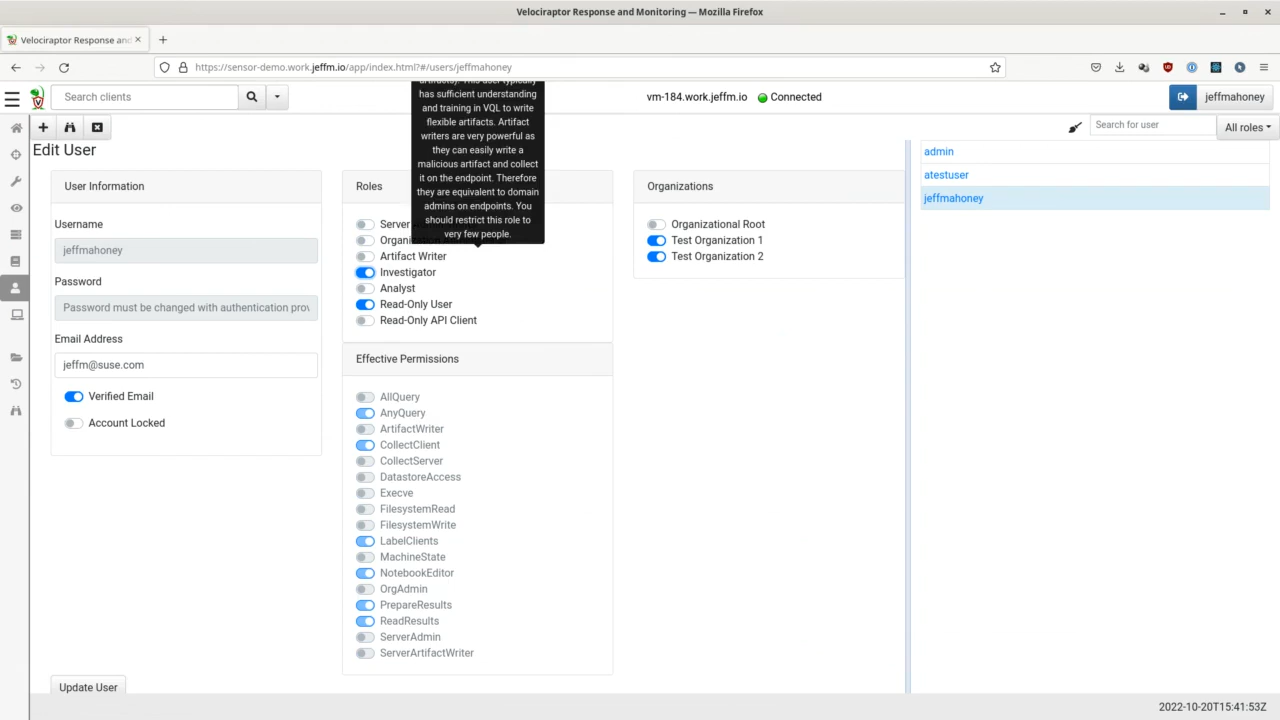 Velociraptor Response and Monitoring — Mozilla Firefox
Velociraptor Response and
https://sensor-demo.work.jeffm.io/app/index.html?#/users/jeffmahoney
Search clients
vm-184.work.jeffm.io Connected
jeffmahoney
Search for user
All roles
Edit User
User Information
Username
jeffmahoney
Password
Password must be changed with authentication prov
Email Address
jeffm@suse.com
Verified Email
Account Locked
Update User
Roles
has sufficient understanding
and training in VQL to write
flexible artifacts. Artifact
writers are very powerful as
they can easily write a
malicious artifact and collect
it on the endpoint. Therefore
they are equivalent to domain
admins on endpoints. You
should restrict this role to
very few people.
Server
Artifact Writer
Investigator
Analyst
Read-Only User
Read-Only API Client
Effective Permissions
AllQuery
AnyQuery
ArtifactWriter
CollectClient
CollectServer
DatastoreAccess
Execve
FilesystemRead
FilesystemWrite
LabelClients
MachineState
NotebookEditor
OrgAdmin
PrepareResults
ReadResults
ServerAdmin
ServerArtifactWriter
Organizations
Organizational Root
Test Organization 1
Test Organization 2
admin
atestuser
jeffmahoney
2022-10-20T15:41:53Z